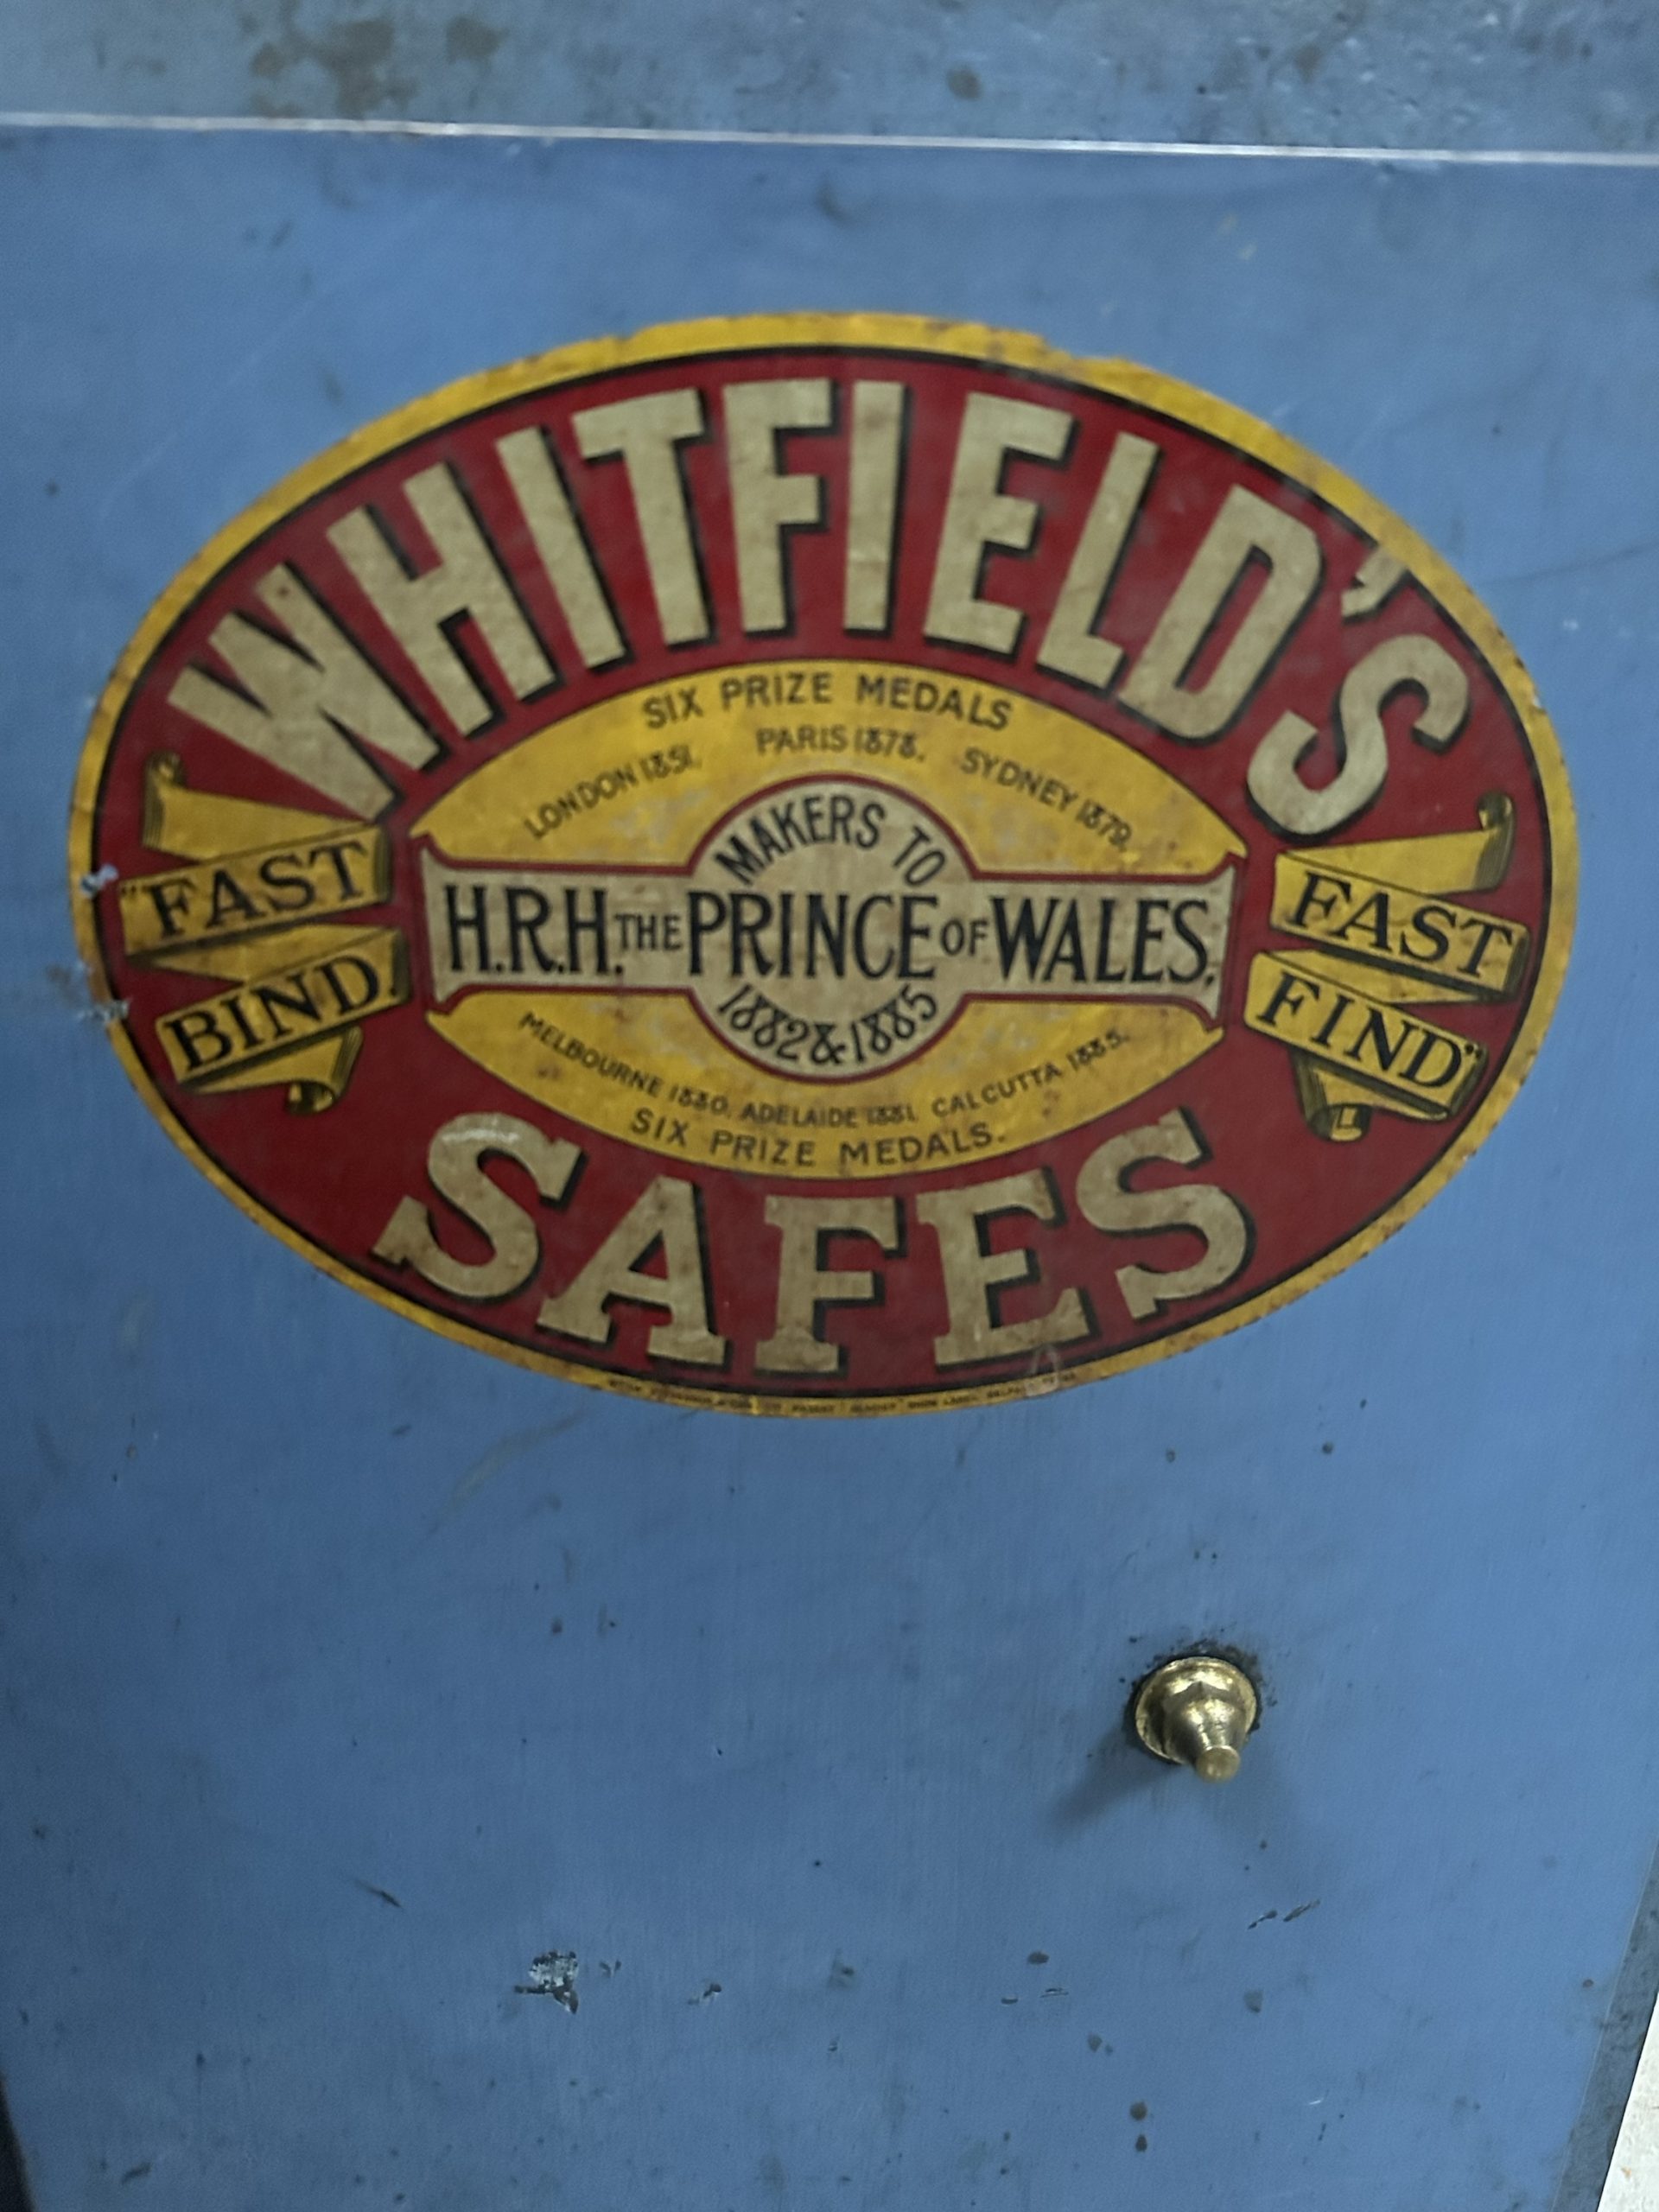 WHITFIELD'S
SIX PRIZE MEDALS
LONDON 1851. PARIS 1878. SYDNEY 1879.
"FAST
BIND.
MAKERS TO
H.R.H. THE PRINCE OF WALES.
1882 & 1885
FAST
FIND"
MELBOURNE 1880. ADELAIDE 1881. CALCUTTA 1885.
SIX PRIZE MEDALS.
SAFES